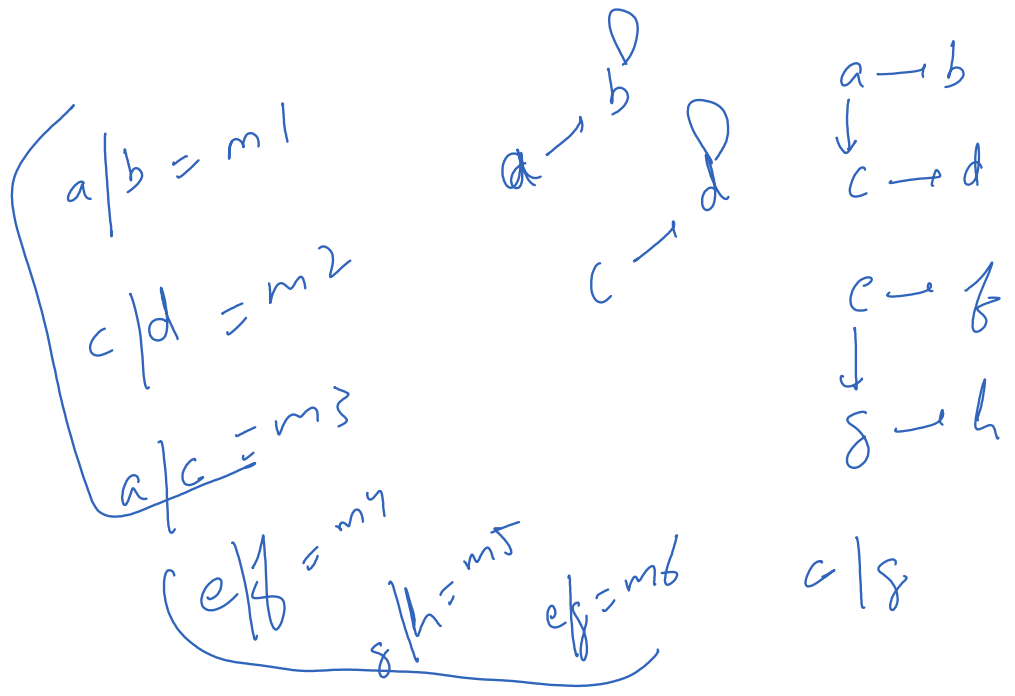 a/b = m1
c/d = m2
a/c = m3
e/f = m4
g/h = m5
e/g = m6
a → b
c → d
a → b
c → d
e → f
g → h
c/g